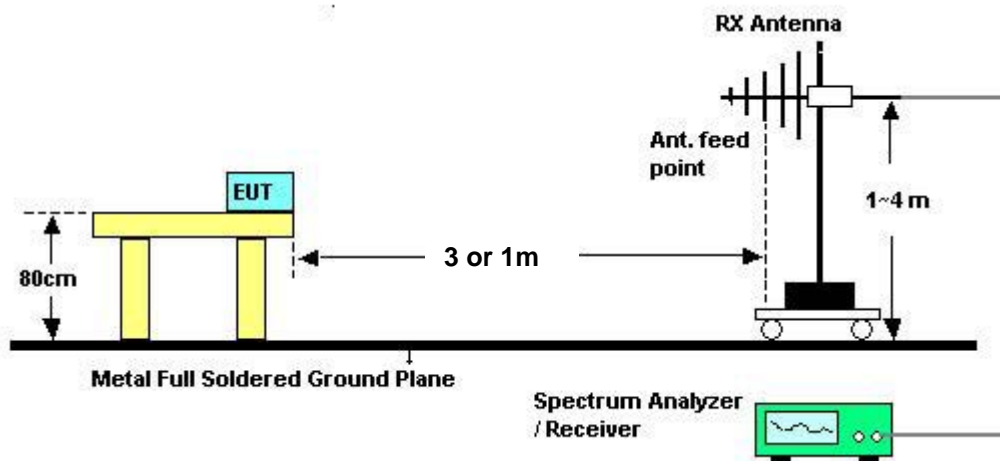 RX Antenna
Ant. feed
point
EUT
1~4 m
3 or 1m
80cm
Metal Full Soldered Ground Plane
Spectrum Analyzer
/ Receiver